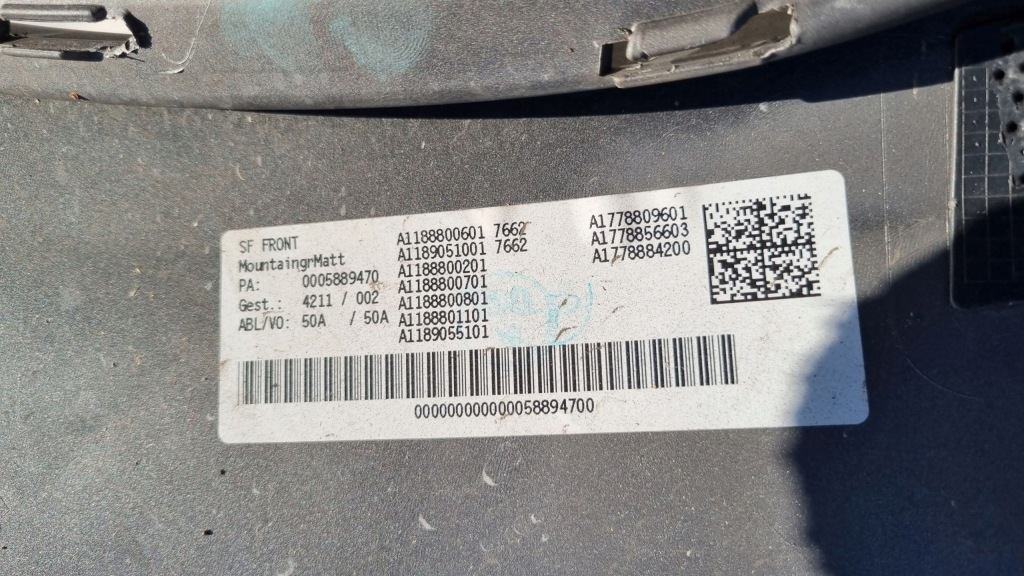 SF FRONT
MountaingrMatt
PA: 0005889470
Gest.: 4211 / 002
ABL/VO: 50A / 50A
A1188800601 7662
A1189051001 7662
A1188800201
A1188800701
A1188800801
A1188801101
A1189055101
A1778809601
A1778856603
A1778884200
000000000000058894700